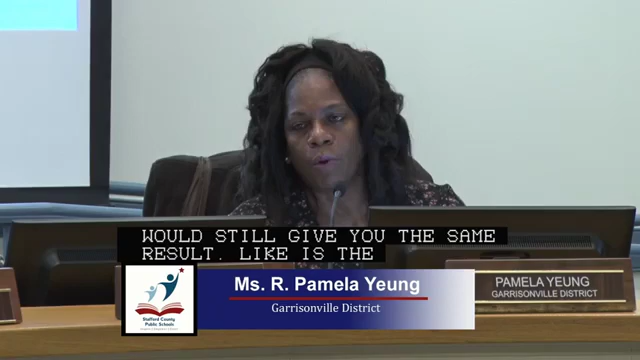 WOULD STILL GIVE YOU THE SAME
RESULT. LIKE IS THE
Ms. R. Pamela Yeung
Garrisonville District
Stafford County
Public Schools
PAMELA YEUNG
GARRISONVILLE DISTRICT